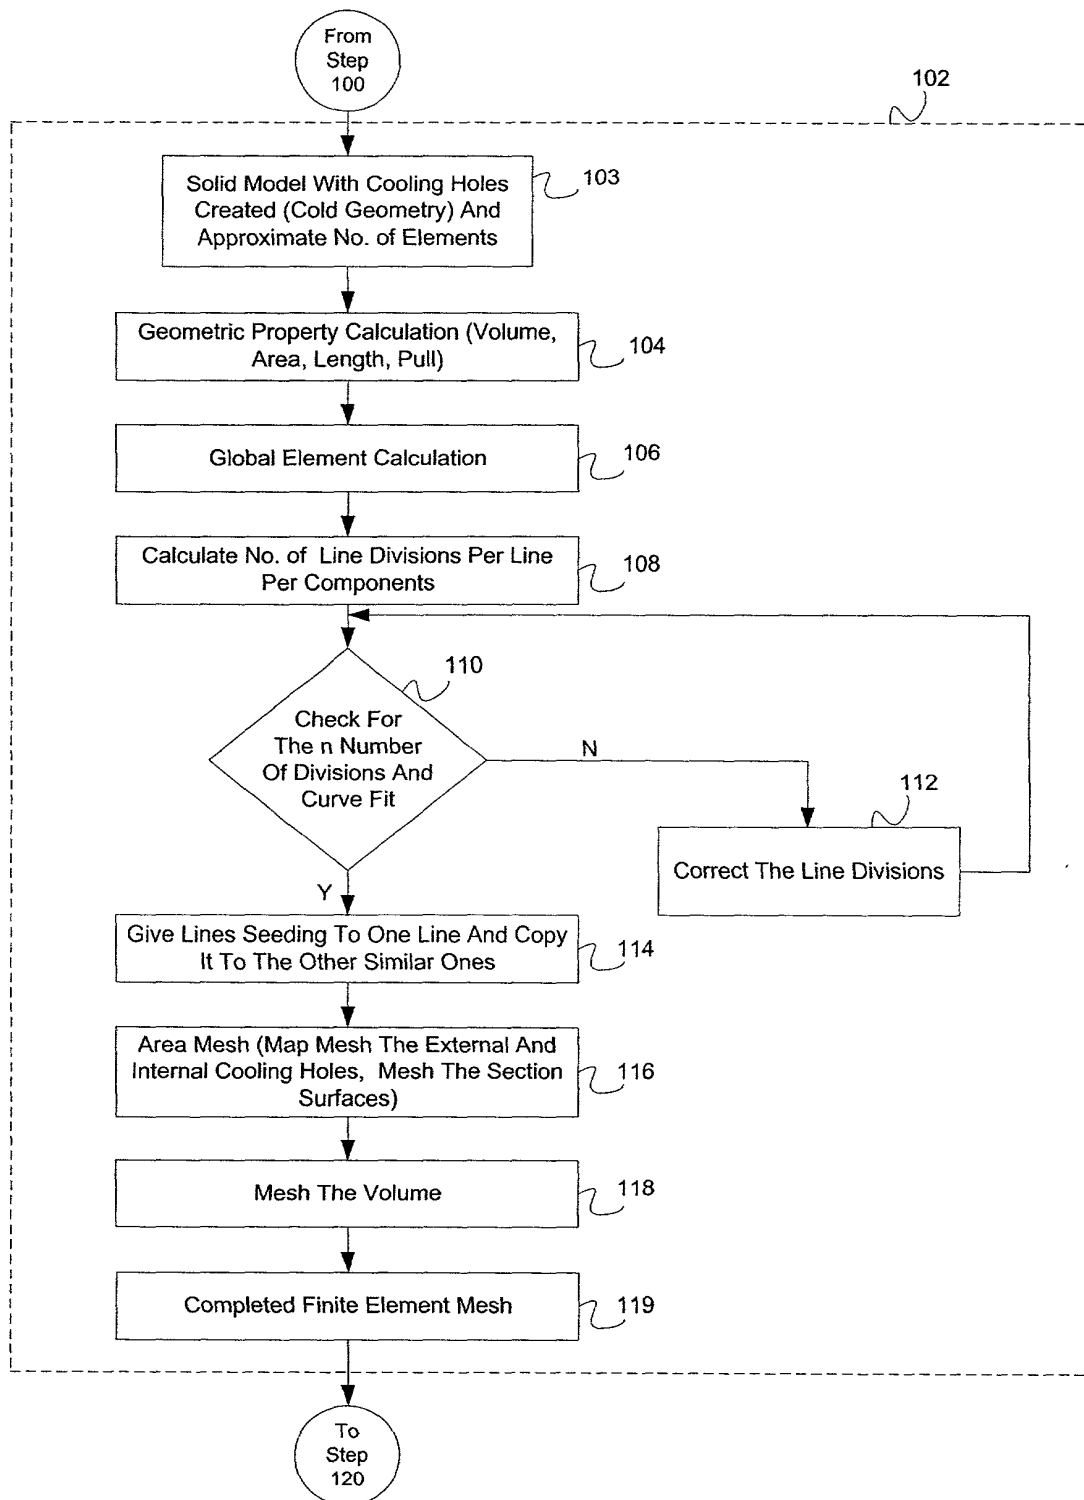 From
Step
100
102
Solid Model With Cooling Holes
Created (Cold Geometry) And
Approximate No. of Elements
103
Geometric Property Calculation (Volume,
Area, Length, Pull)
104
Global Element Calculation
106
Calculate No. of Line Divisions Per Line
Per Components
108
110
Check For
The n Number
Of Divisions And
Curve Fit
N
112
Correct The Line Divisions
Y
Give Lines Seeding To One Line And Copy
It To The Other Similar Ones
114
Area Mesh (Map Mesh The External And
Internal Cooling Holes, Mesh The Section
Surfaces)
116
Mesh The Volume
118
Completed Finite Element Mesh
119
To
Step
120